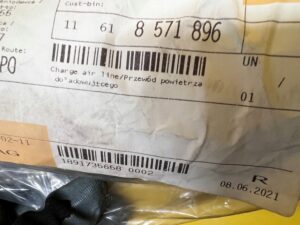 Cust-bin:
11 61 8 571 896
Route:
PO
UN
Charge air line/Przewód powietrza
doładowującego
01 /
02-11
AG
1891736668 0002
R
08.06.2021